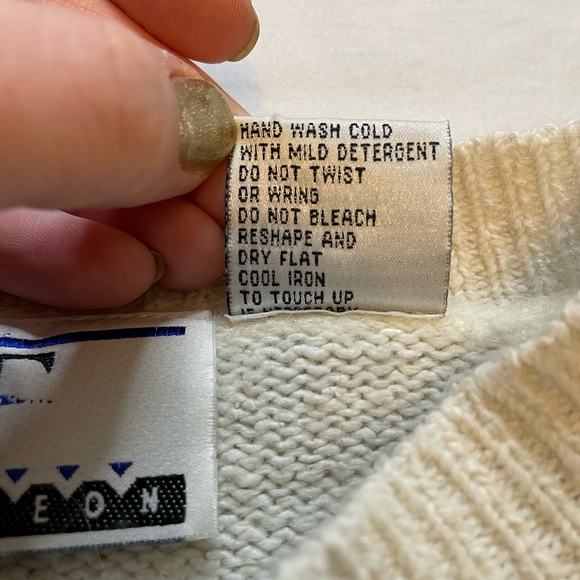 HAND WASH COLD
WITH MILD DETERGENT
DO NOT TWIST
OR WRING
DO NOT BLEACH
RESHAPE AND
DRY FLAT
COOL IRON
TO TOUCH UP
EON